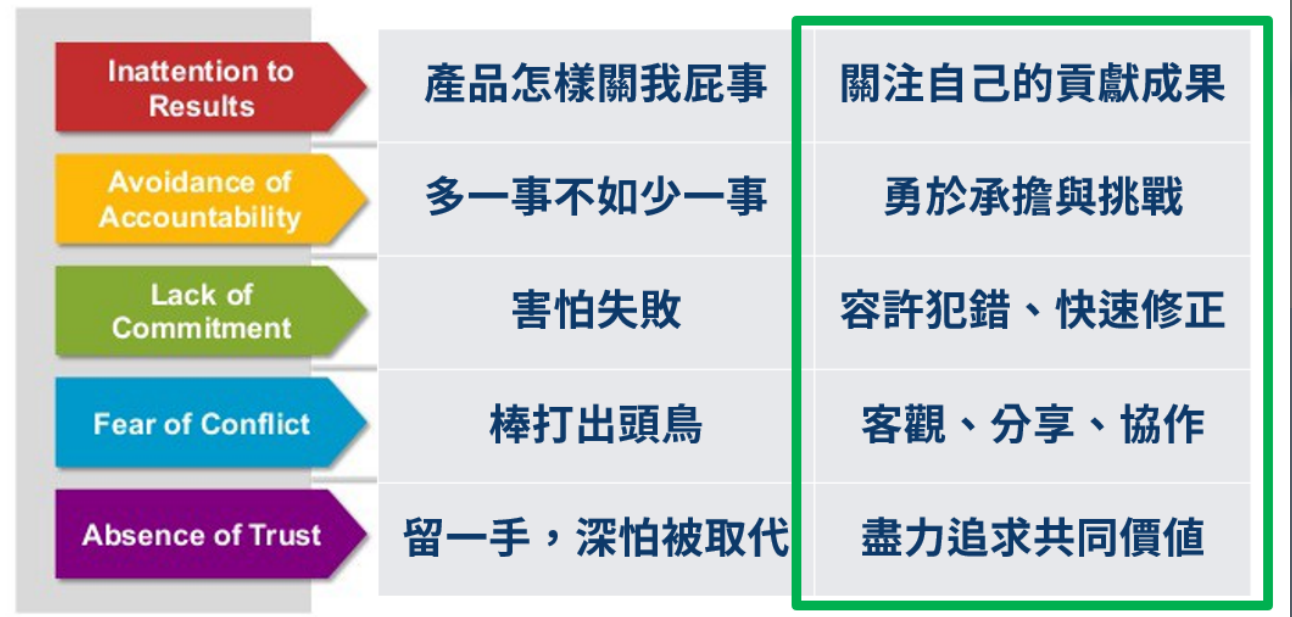 Inattention to
Results
產品怎樣關我屁事
關注自己的貢獻成果
Avoidance of
Accountability
多一事不如少一事
勇於承擔與挑戰
Lack of
Commitment
害怕失敗
容許犯錯、快速修正
Fear of Conflict
棒打出頭鳥
客觀、分享、協作
Absence of Trust
留一手，深怕被取代
盡力追求共同價值